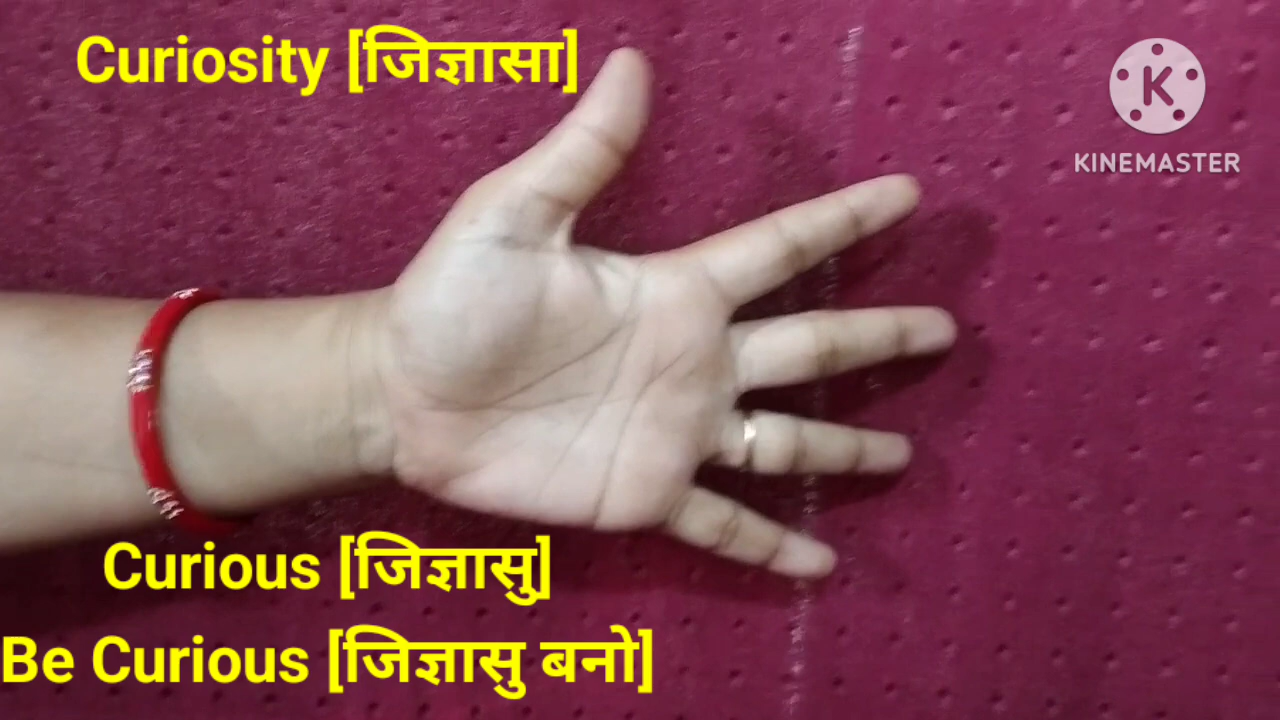 Curiosity [जिज्ञासा]
K
KINEMASTER
Curious [जिज्ञासु]
Be Curious [जिज्ञासु बनो]